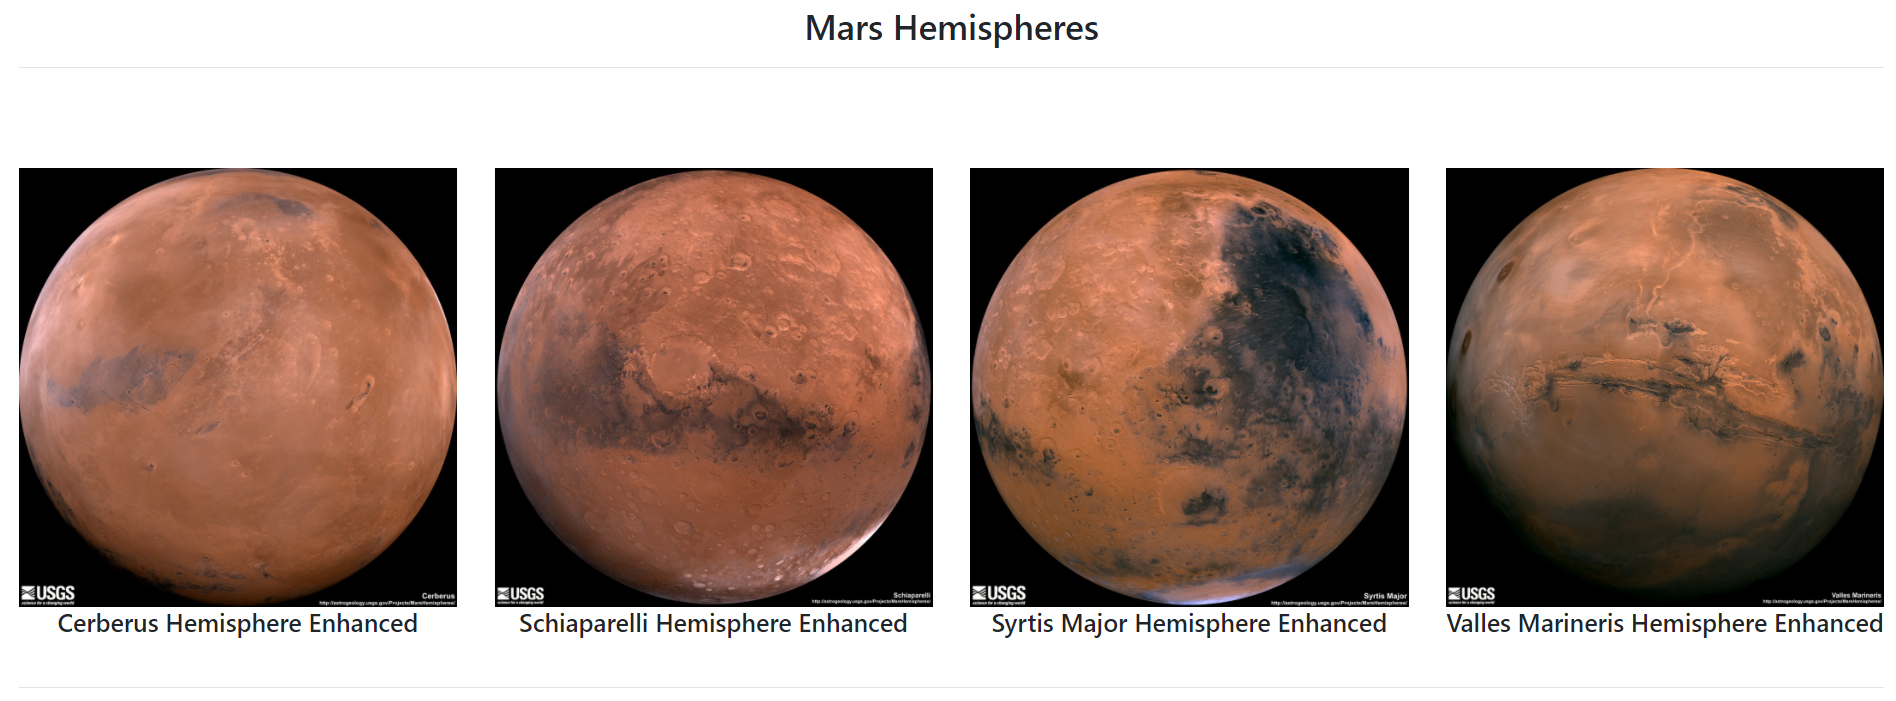 Mars Hemispheres
USGS
science for a changing world
Cerberus
http://astrogeology.usgs.gov/Projects/MarsHemispheres/
Cerberus Hemisphere Enhanced
USGS
science for a changing world
Schiaparelli
http://astrogeology.usgs.gov/Projects/MarsHemispheres/
Schiaparelli Hemisphere Enhanced
USGS
science for a changing world
Syrtis Major
http://astrogeology.usgs.gov/Projects/MarsHemispheres/
Syrtis Major Hemisphere Enhanced
USGS
science for a changing world
Valles Marineris
http://astrogeology.usgs.gov/Projects/MarsHemispheres/
Valles Marineris Hemisphere Enhanced